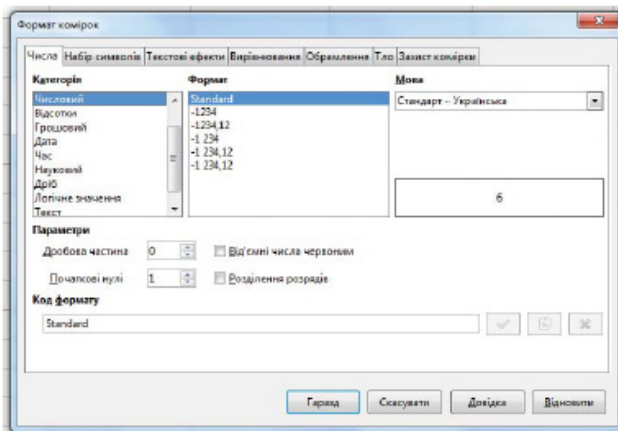 Формат комірок
Числа Набір символів Текстові ефекти Вирівнювання Обрамлення Тло Захист комірки
Категорія Формат Мова
Числовий
Відсотки
Грошовий
Дата
Час
Науковий
Дріб
Логічне значення
Текст
Standard
-1234
-1234,12
-1 234
-1 234,12
-1 234,12
Стандарт – Українська
6
Параметри
Дробова частина 0 Від'ємні числа червоним
Початкові нулі 1 Розділення розрядів
Код формату
Standard
Гаразд Скасувати Довідка Відновити